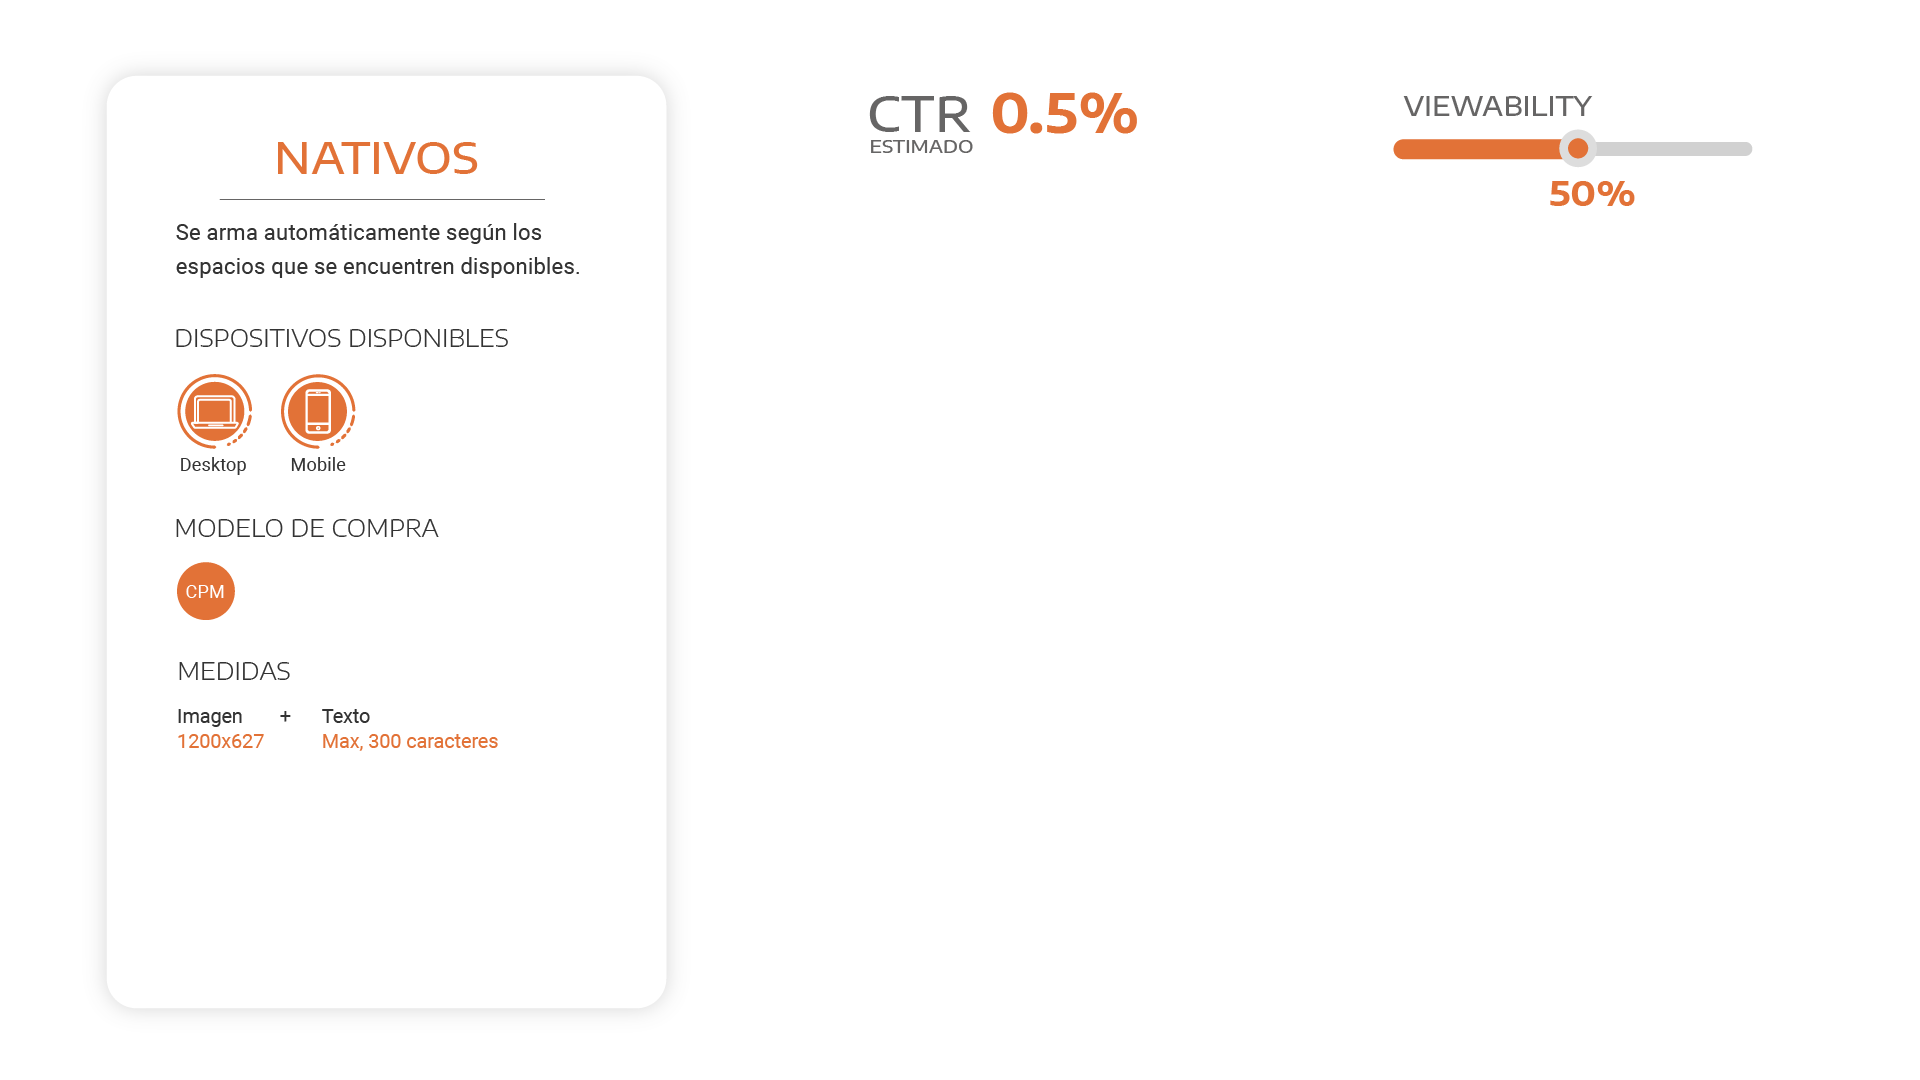 NATIVOS
Se arma automáticamente según los
espacios que se encuentren disponibles.
DISPOSITIVOS DISPONIBLES
Desktop Mobile
MODELO DE COMPRA
CPM
MEDIDAS
Imagen + Texto
1200x627 Max, 300 caracteres
CTR 0.5%
ESTIMADO
VIEWABILITY
50%